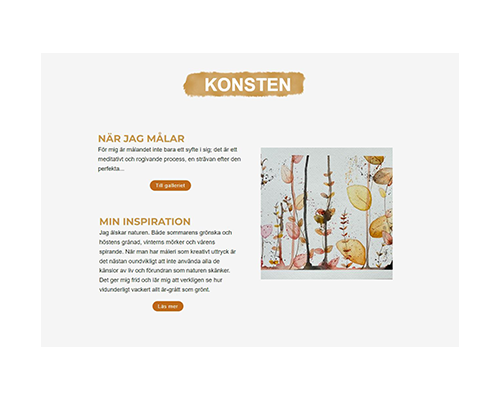 KONSTEN
NÄR JAG MÅLAR
För mig är målandet inte bara ett syfte i sig; det är ett
meditativt och rogivande process, en strävan efter den
perfekta...
Till galleriet
MIN INSPIRATION
Jag älskar naturen. Både sommarens grönska och
höstens gránad, vinterns mörker och vårens
spirande. När man har måleri som kreativt uttryck är
det nästan oundvikligt att inte använda alla de
känslor av liv och förundran som naturen skänker.
Det ger mig frid och lär mig att verkligen se hur
vidunderligt vackert allt är-grått som grönt.
Läs mer